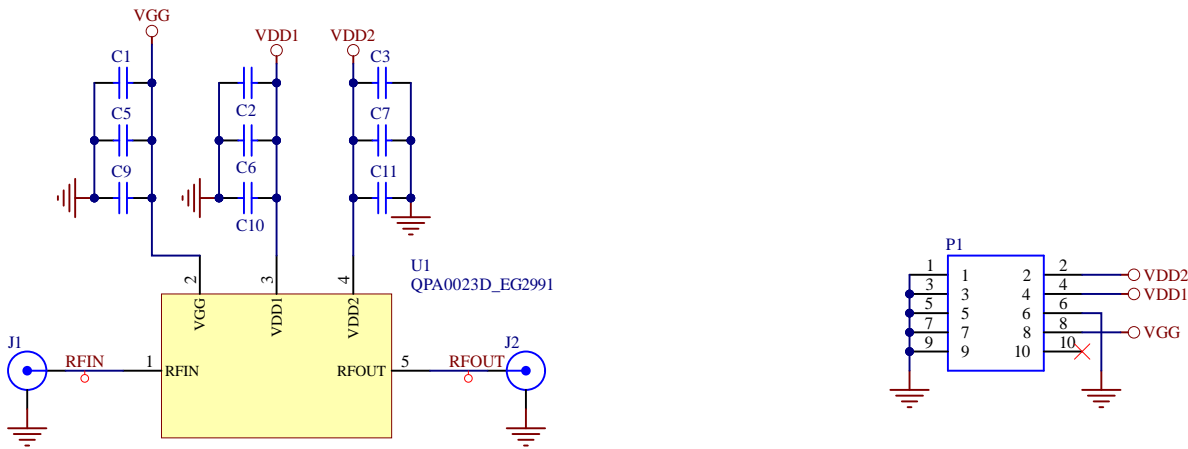 VGG
VDD1
VDD2
C1
C2
C3
C5
C6
C7
C9
C10
C11
U1
QPA0023D_EG2991
2
3
4
VGG
VDD1
VDD2
J1
RFIN
1
RFIN
RFOUT
5
RFOUT
J2
P1
1 1 2 2 VDD2
3 3 4 4 VDD1
5 5 6 6
7 7 8 8 VGG
9 9 10 10